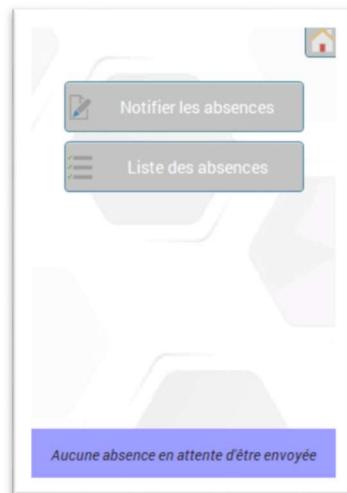 Notifier les absences
Liste des absences
Aucune absence en attente d'être envoyée